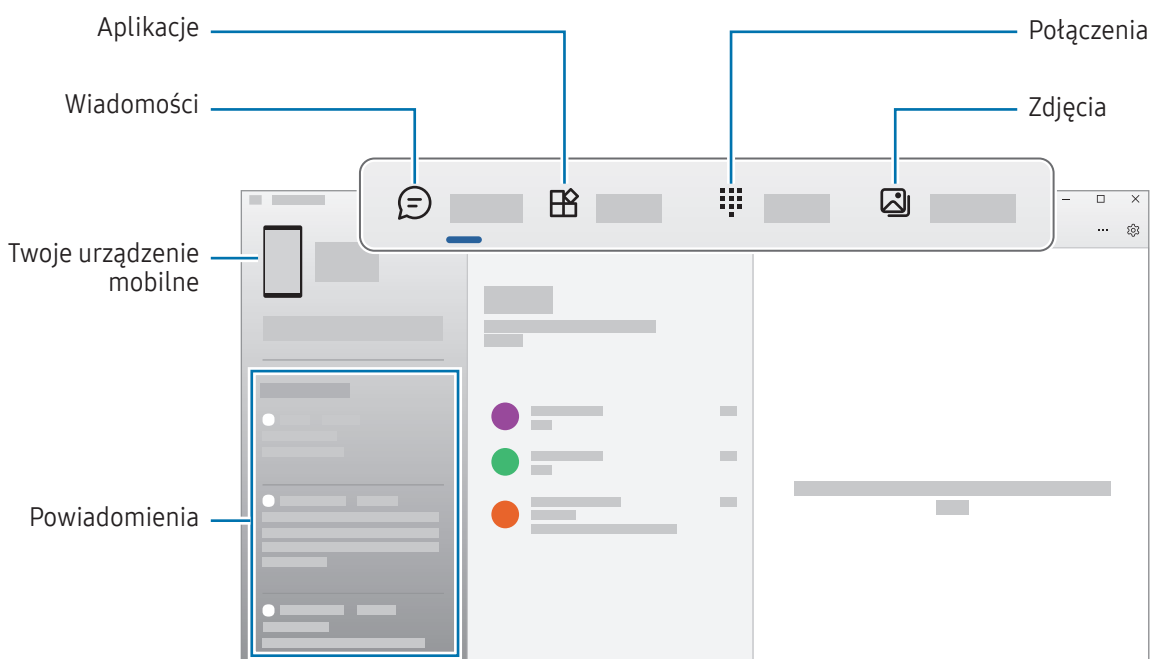 Aplikacje
Połączenia
Wiadomości
Zdjęcia
Twoje urządzenie
mobilne
Powiadomienia